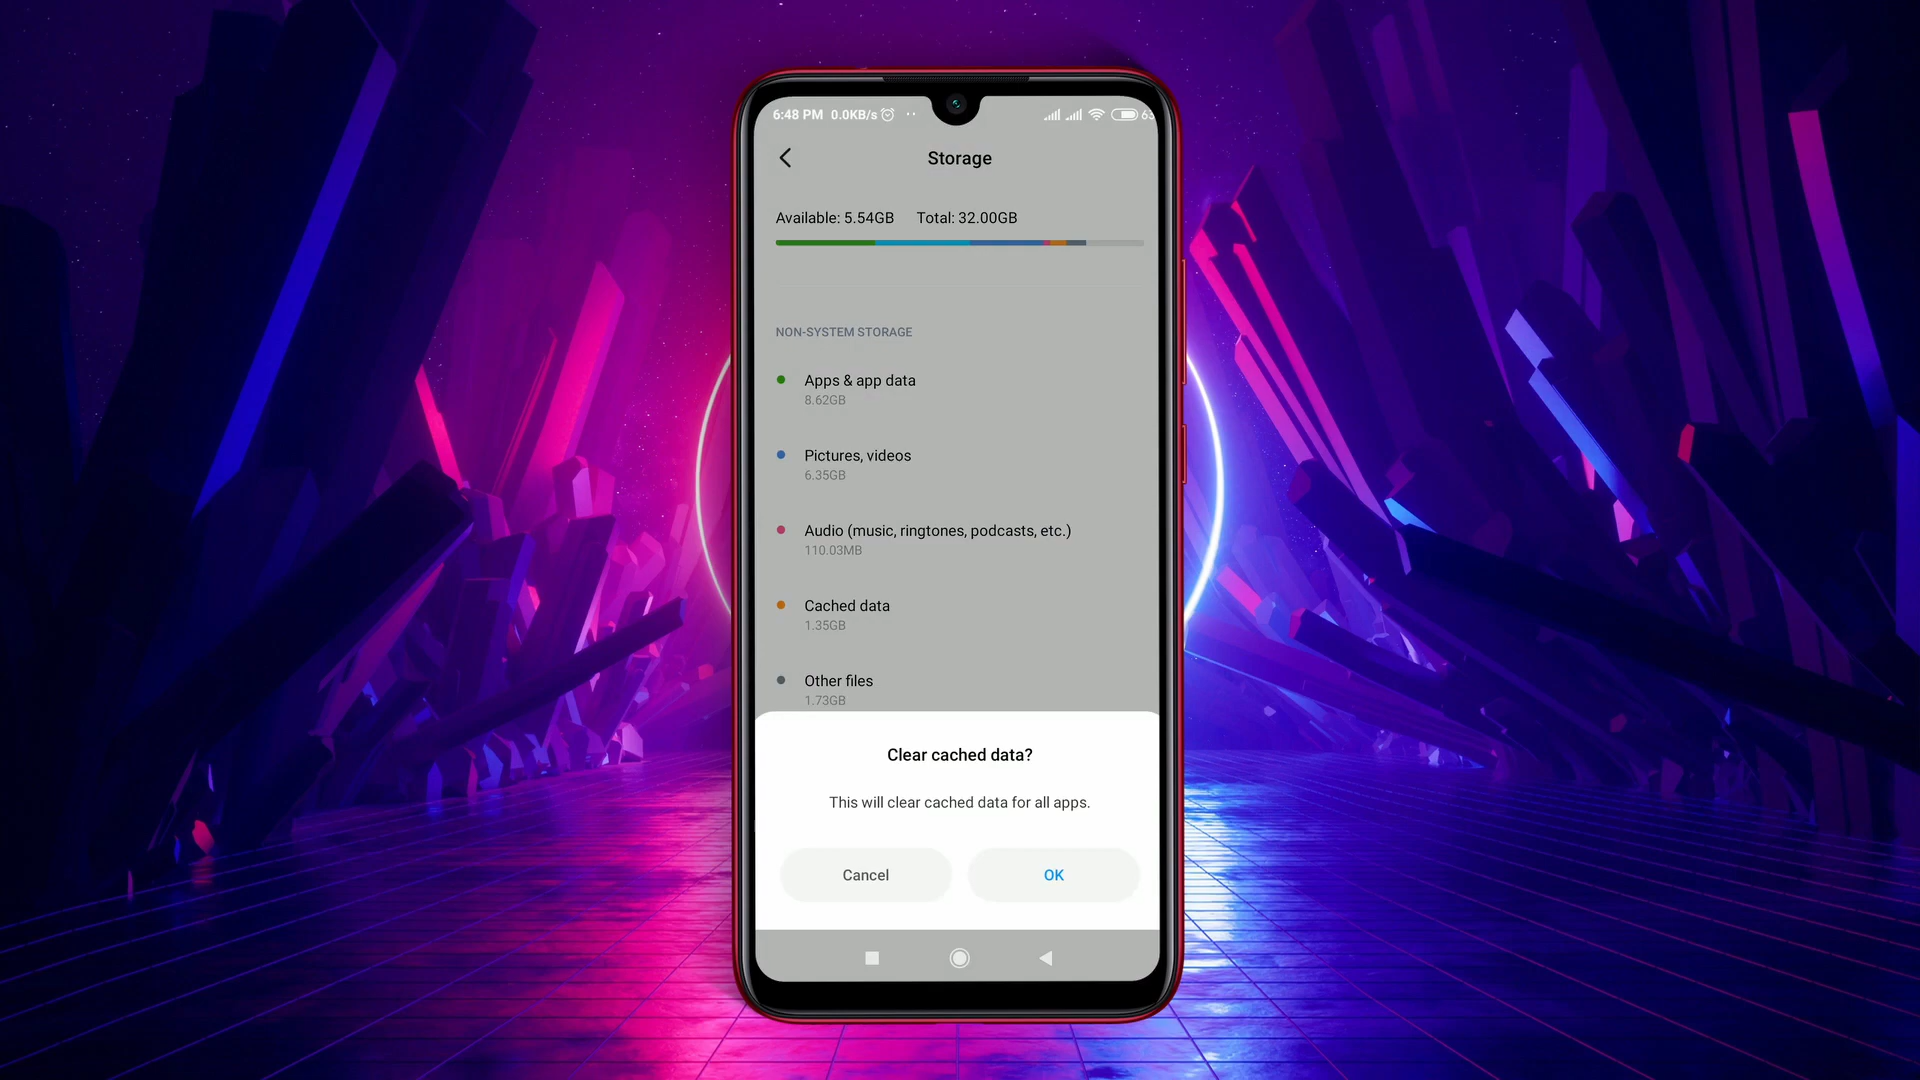 6:48 PM 0.0KB/s
Storage
Available: 5.54GB Total: 32.00GB
NON-SYSTEM STORAGE
Apps & app data
8.62GB
Pictures, videos
6.35GB
Audio (music, ringtones, podcasts, etc.)
110.03MB
Cached data
1.35GB
Other files
1.73GB
Clear cached data?
This will clear cached data for all apps.
Cancel OK